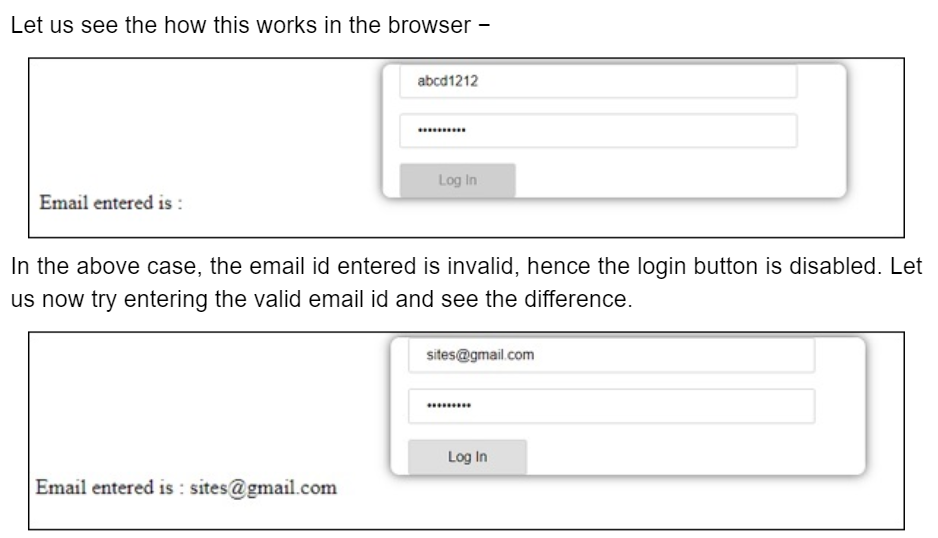 Let us see the how this works in the browser −
abcd1212
••••••••••
Log In
Email entered is :
In the above case, the email id entered is invalid, hence the login button is disabled. Let
us now try entering the valid email id and see the difference.
sites@gmail.com
•••••••••
Log In
Email entered is : sites@gmail.com